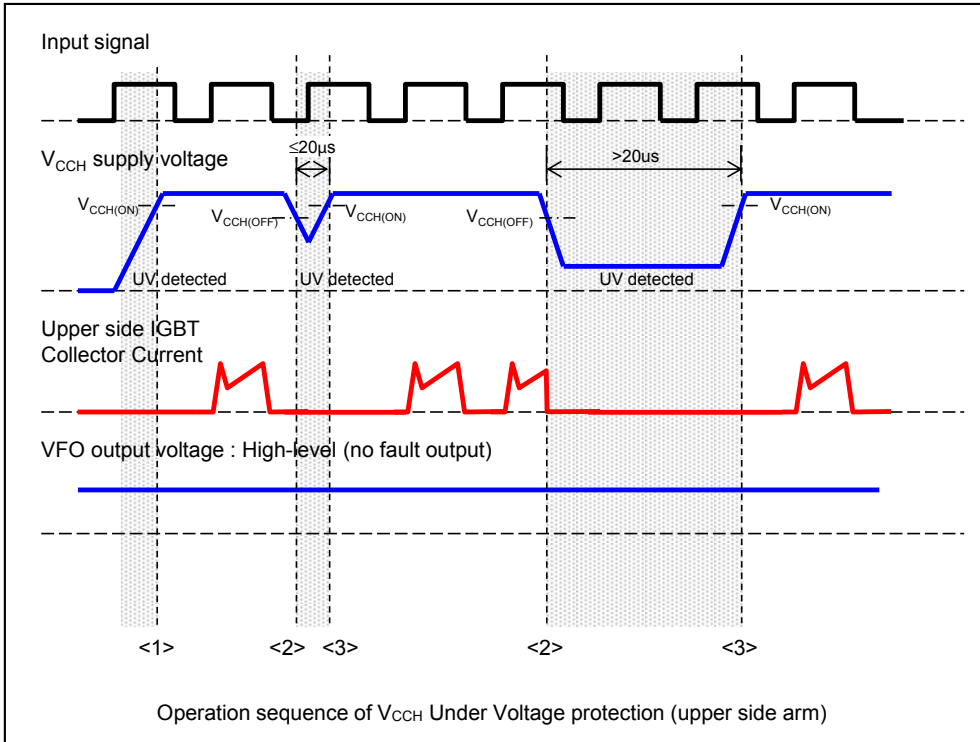 Input signal
≤20µs
>20us
VCCH supply voltage
VCCH(ON)
VCCH(OFF)
VCCH(ON)
VCCH(OFF)
VCCH(ON)
UV detected
UV detected
UV detected
Upper side IGBT
Collector Current
VFO output voltage : High-level (no fault output)
<1>
<2>
<3>
<2>
<3>
Operation sequence of VCCH Under Voltage protection (upper side arm)